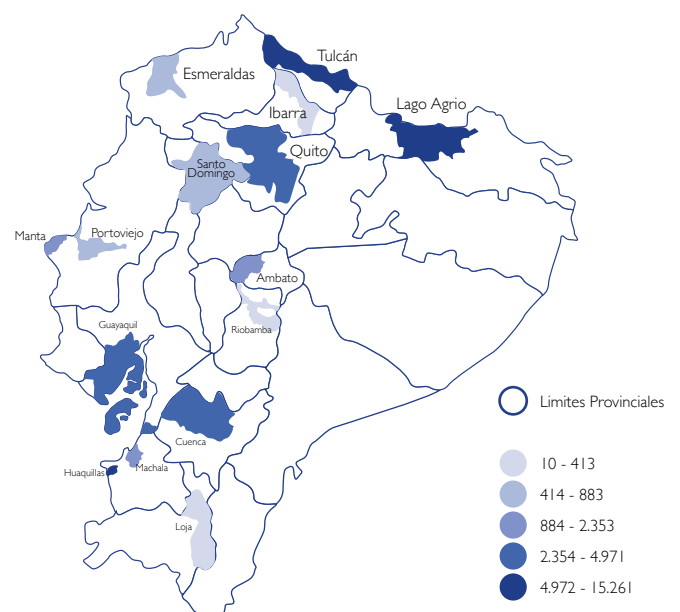 Tulcán
Esmeraldas
Lago Agrio
Ibarra
Quito
Santo
Domingo
Manta
Portoviejo
Ambato
Guayaquil
Riobamba
Limites Provinciales
Cuenca
10 - 413
Machala
Huaquillas
414 - 883
Loja
884 - 2.353
2.354 - 4.971
4.972 - 15.261